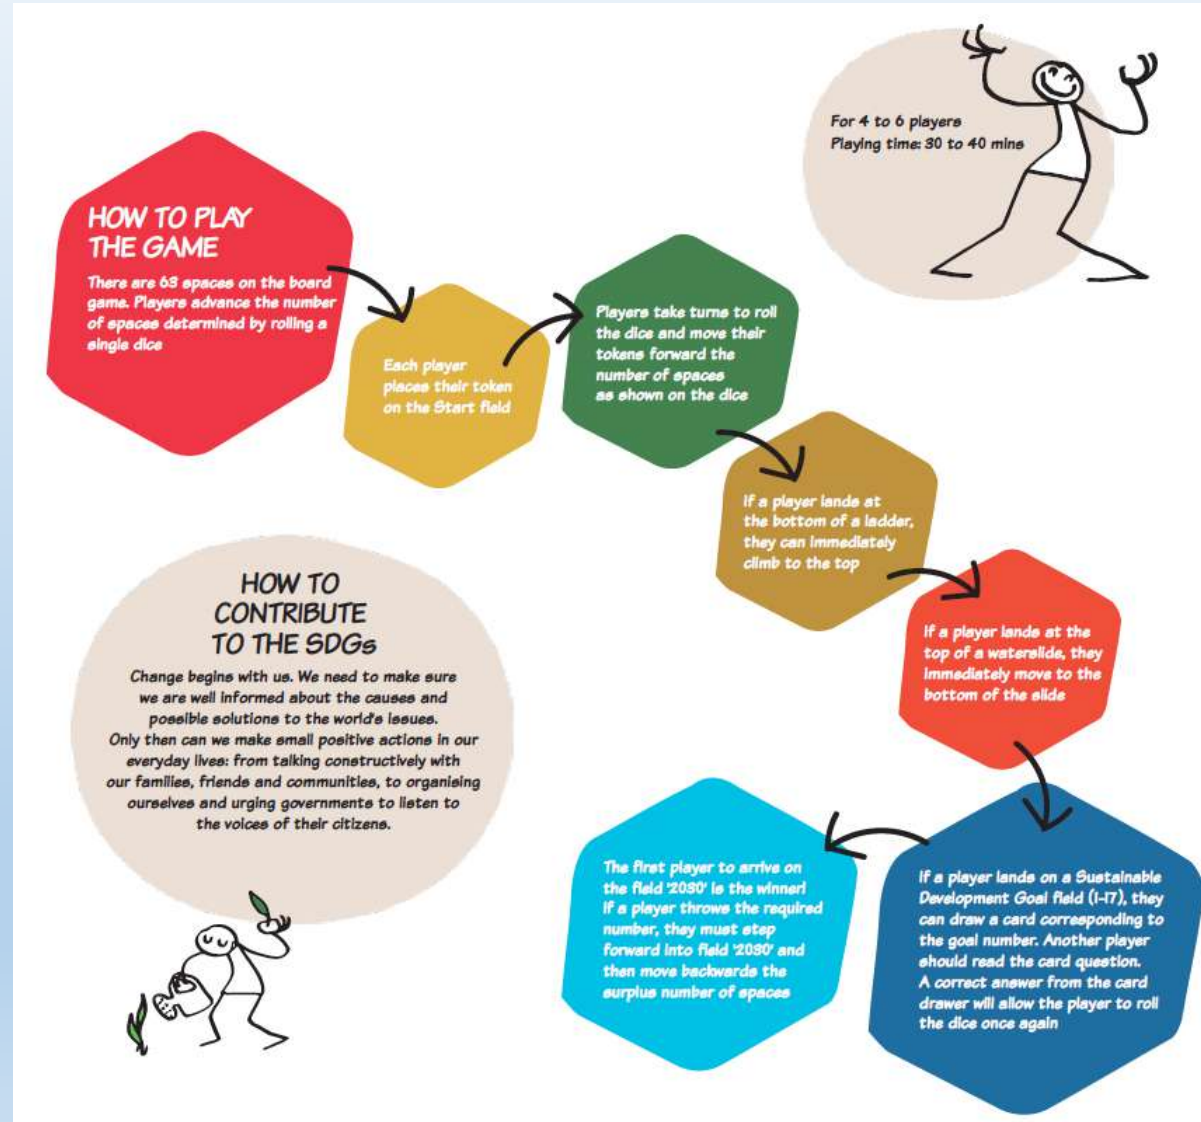 For 4 to 6 players
Playing time: 30 to 40 mins
HOW TO PLAY
THE GAME
There are 63 spaces on the board
game. Players advance the number
of spaces determined by rolling a
single dice
Each player
places their token
on the Start field
Players take turns to roll
the dice and move their
tokens forward the
number of spaces
as shown on the dice
If a player lands at
the bottom of a ladder,
they can immediately
climb to the top
If a player lands at the
top of a waterslide, they
immediately move to the
bottom of the slide
If a player lands on a Sustainable
Development Goal field (1-17), they
can draw a card corresponding to
the goal number. Another player
should read the card question.
A correct answer from the card
drawer will allow the player to roll
the dice once again
The first player to arrive on
the field '2030' is the winner!
If a player throws the required
number, they must step
forward into field '2030' and
then move backwards the
surplus number of spaces
HOW TO
CONTRIBUTE
TO THE SDGs
Change begins with us. We need to make sure
we are well informed about the causes and
possible solutions to the world's issues.
Only then can we make small positive actions in our
everyday lives: from talking constructively with
our families, friends and communities, to organising
ourselves and urging governments to listen to
the voices of their citizens.